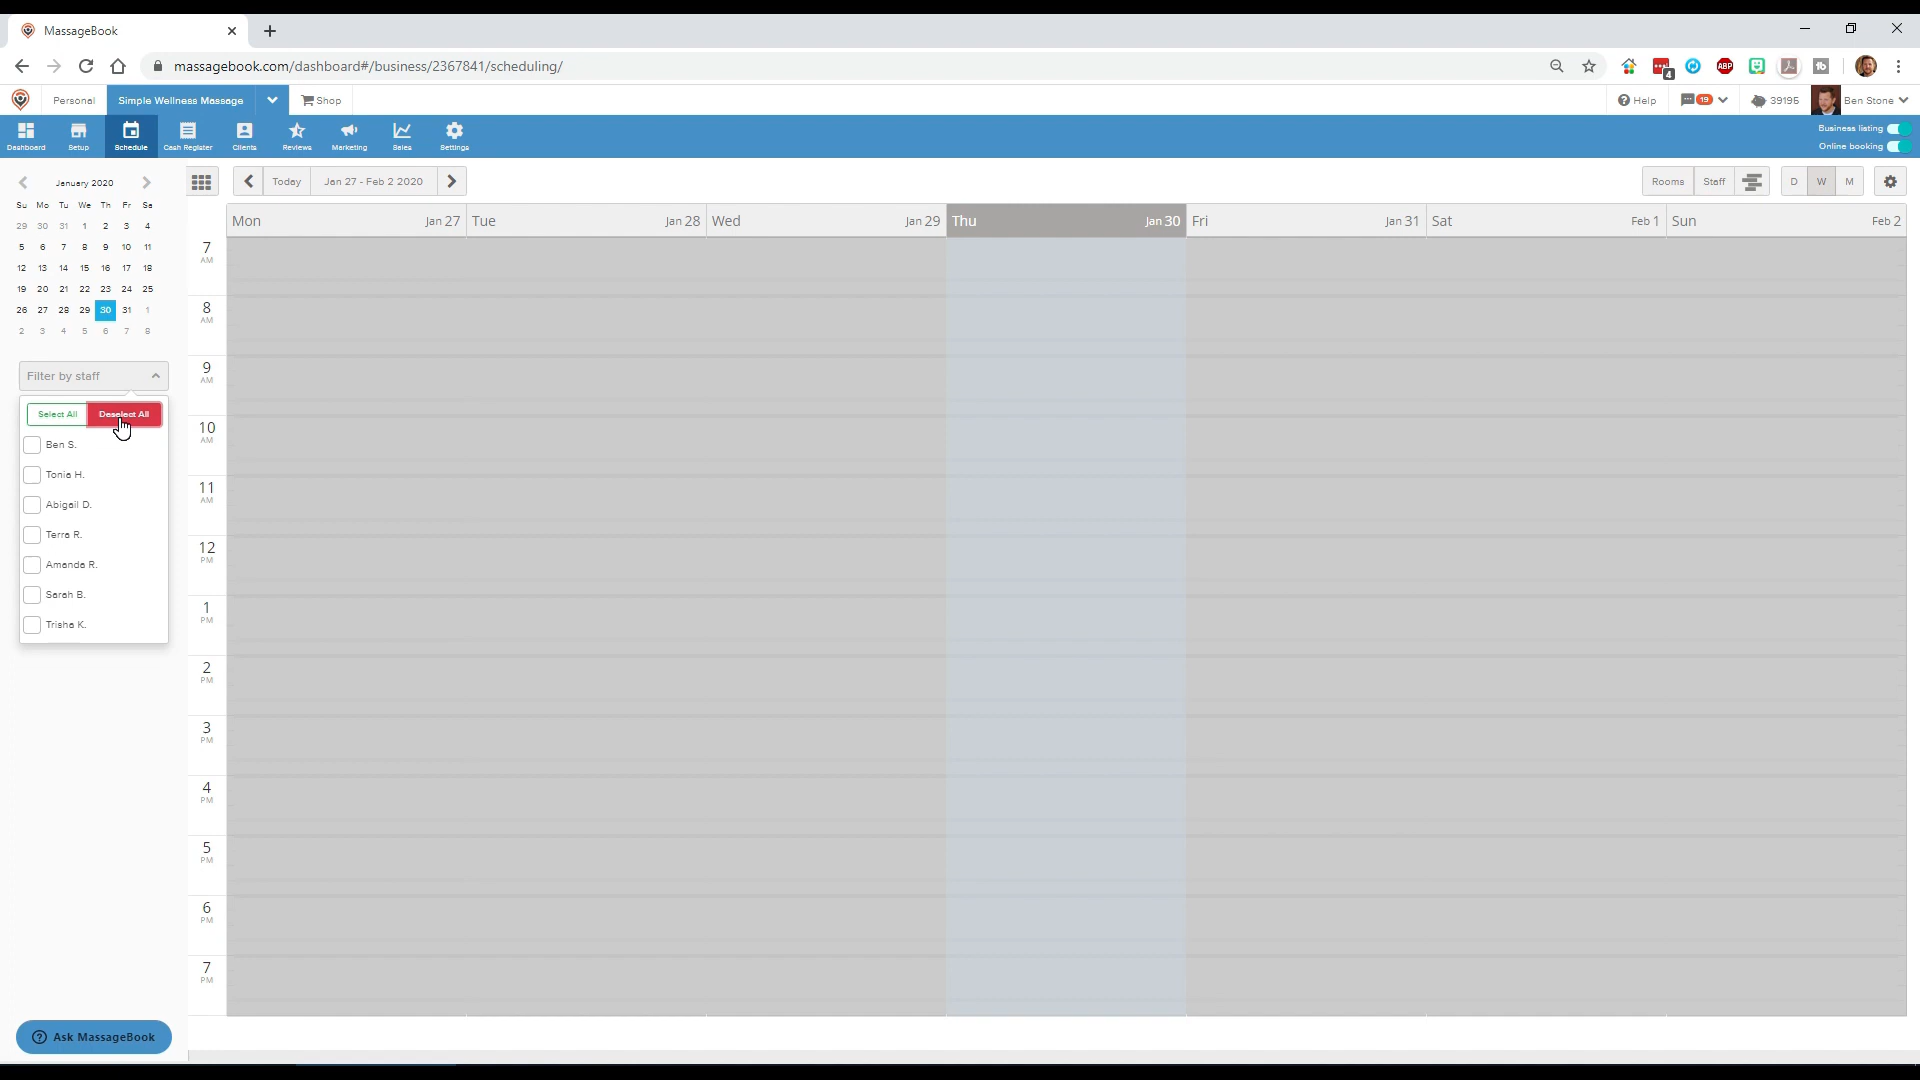 MassageBook
massagebook.com/dashboard#/business/2367841/scheduling/
4
ABP
Personal
Simple Wellness Massage
Shop
Help
19
39195
Ben Stone
Dashboard
Setup
Schedule
Cash Register
Clients
Reviews
Marketing
Sales
Settings
Business listing
Online booking
January 2020
Su Mo Tu We Th Fr Sa
29 30 31 1 2 3 4
5 6 7 8 9 10 11
12 13 14 15 16 17 18
19 20 21 22 23 24 25
26 27 28 29 30 31 1
2 3 4 5 6 7 8
Today
Jan 27 - Feb 2 2020
Rooms
Staff
D
W
M
Mon Jan 27
Tue Jan 28
Wed Jan 29
Thu Jan 30
Fri Jan 31
Sat Feb 1
Sun Feb 2
Filter by staff
Select All
Deselect All
Ben S.
Tonia H.
Abigail D.
Terra R.
Amanda R.
Sarah B.
Trisha K.
7
AM
8
AM
9
AM
10
AM
11
AM
12
PM
1
PM
2
PM
3
PM
4
PM
5
PM
6
PM
7
PM
Ask MassageBook